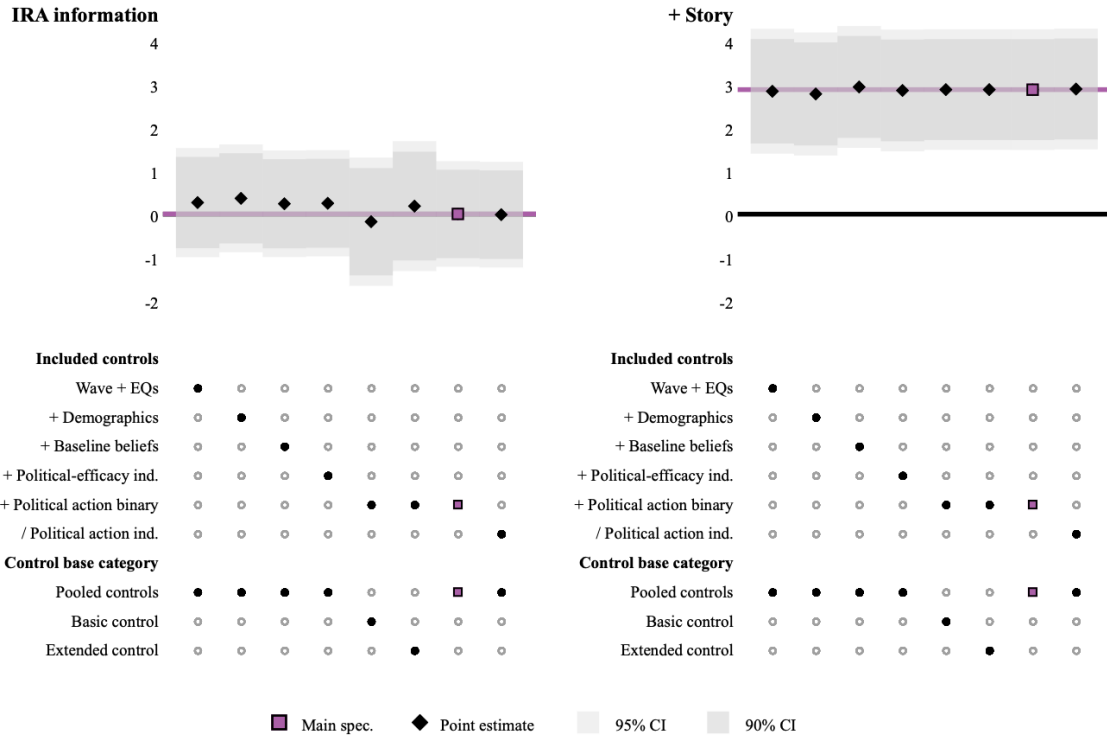 IRA information
4
3
2
1
0
-1
-2
Included controls
Wave + EQs
+ Demographics
+ Baseline beliefs
+ Political-efficacy ind.
+ Political action binary
/ Political action ind.
Control base category
Pooled controls
Basic control
Extended control
+ Story
4
3
2
1
0
-1
-2
Included controls
Wave + EQs
+ Demographics
+ Baseline beliefs
+ Political-efficacy ind.
+ Political action binary
/ Political action ind.
Control base category
Pooled controls
Basic control
Extended control
Main spec. Point estimate 95% CI 90% CI